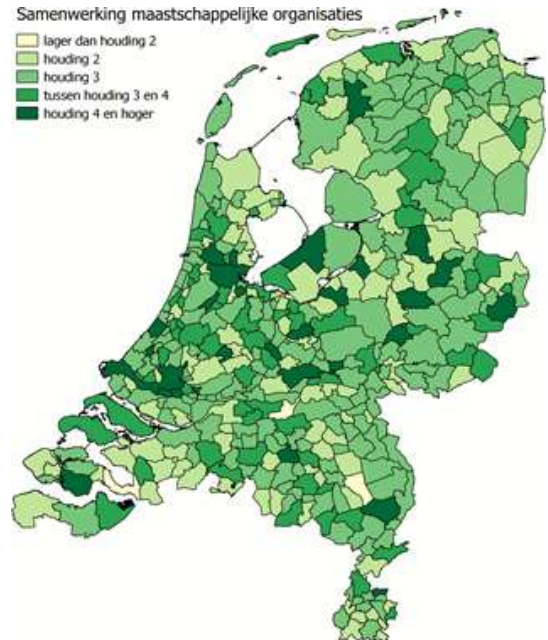 Samenwerking maastschappelijke organisaties
lager dan houding 2
houding 2
houding 3
tussen houding 3 en 4
houding 4 en hoger